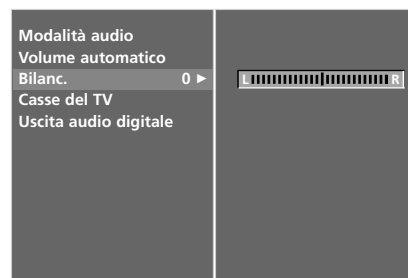 Modalità audio
Volume automatico
Bilanc. 0 ►
Casse del TV
Uscita audio digitale
L R